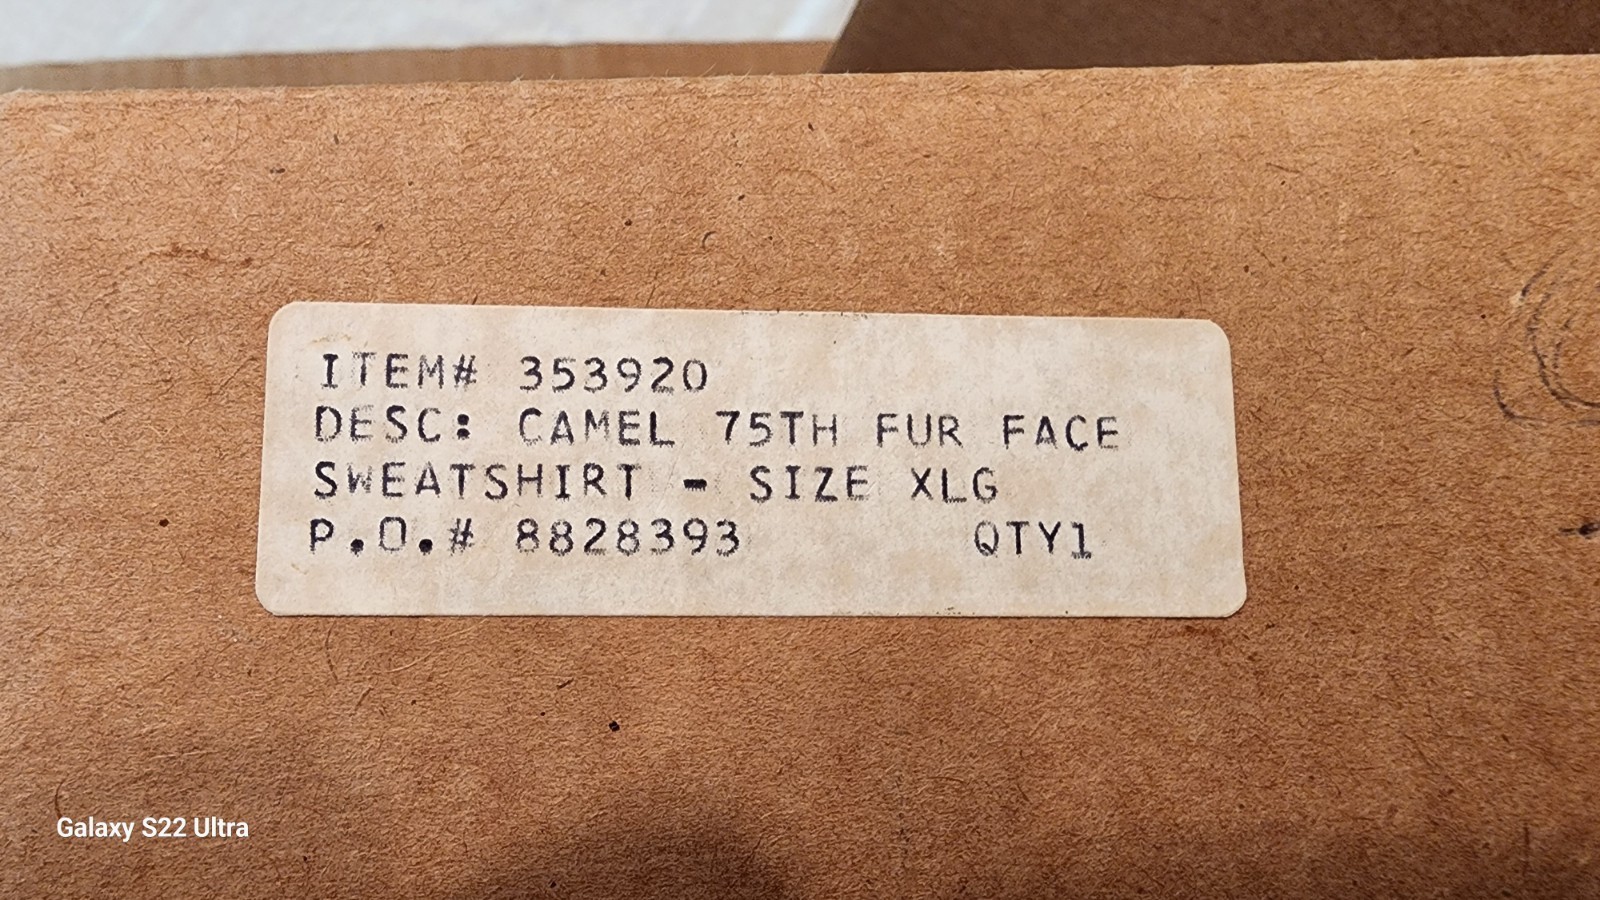 ITEM# 353920
DESC: CAMEL 75TH FUR FACE
SWEATSHIRT - SIZE XLG
P.O.# 8828393 QTY1
Galaxy S22 Ultra